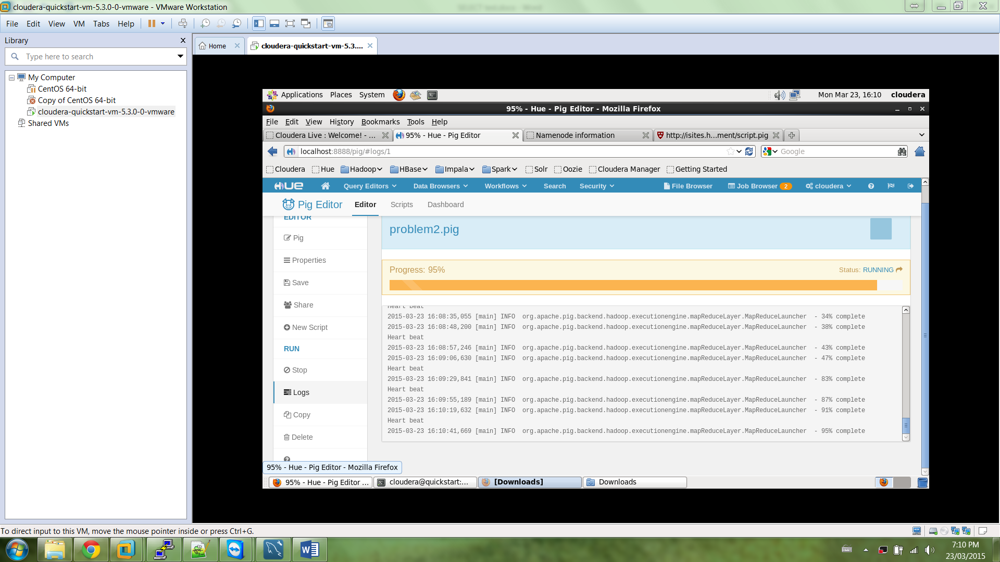 cloudera-quickstart-vm-5.3.0-0-vmware - VMware Workstation
File Edit View VM Tabs Help
Library
Type here to search
My Computer
CentOS 64-bit
Copy of CentOS 64-bit
cloudera-quickstart-vm-5.3.0-0-vmware
Shared VMs
Home
cloudera-quickstart-vm-5.3....
Applications Places System
Mon Mar 23, 16:10 cloudera
95% - Hue - Pig Editor - Mozilla Firefox
File Edit View History Bookmarks Tools Help
Cloudera Live : Welcome! - ...
95% - Hue - Pig Editor
Namenode information
http://isites.h...ment/script.pig
localhost:8888/pig/#logs/1
Google
Cloudera Hue Hadoop HBase Impala Spark Solr Oozie Cloudera Manager Getting Started
HUE Query Editors Data Browsers Workflows Search Security File Browser Job Browser 2 cloudera
Pig Editor Editor Scripts Dashboard
EDITOR
Pig
Properties
Save
Share
New Script
RUN
Stop
Logs
Copy
Delete
problem2.pig
Progress: 95% Status: RUNNING
Heart beat
2015-03-23 16:08:35,055 [main] INFO org.apache.pig.backend.hadoop.executionengine.mapReduceLayer.MapReduceLauncher - 34% complete
2015-03-23 16:08:48,200 [main] INFO org.apache.pig.backend.hadoop.executionengine.mapReduceLayer.MapReduceLauncher - 38% complete
Heart beat
2015-03-23 16:08:57,246 [main] INFO org.apache.pig.backend.hadoop.executionengine.mapReduceLayer.MapReduceLauncher - 43% complete
2015-03-23 16:09:06,630 [main] INFO org.apache.pig.backend.hadoop.executionengine.mapReduceLayer.MapReduceLauncher - 47% complete
Heart beat
2015-03-23 16:09:29,841 [main] INFO org.apache.pig.backend.hadoop.executionengine.mapReduceLayer.MapReduceLauncher - 83% complete
Heart beat
2015-03-23 16:09:55,189 [main] INFO org.apache.pig.backend.hadoop.executionengine.mapReduceLayer.MapReduceLauncher - 87% complete
2015-03-23 16:10:19,632 [main] INFO org.apache.pig.backend.hadoop.executionengine.mapReduceLayer.MapReduceLauncher - 91% complete
Heart beat
2015-03-23 16:10:41,669 [main] INFO org.apache.pig.backend.hadoop.executionengine.mapReduceLayer.MapReduceLauncher - 95% complete
95% - Hue - Pig Editor - Mozilla Firefox
95% - Hue - Pig Editor ...
cloudera@quickstart:...
[Downloads]
Downloads
To direct input to this VM, move the mouse pointer inside or press Ctrl+G.
7:10 PM
23/03/2015